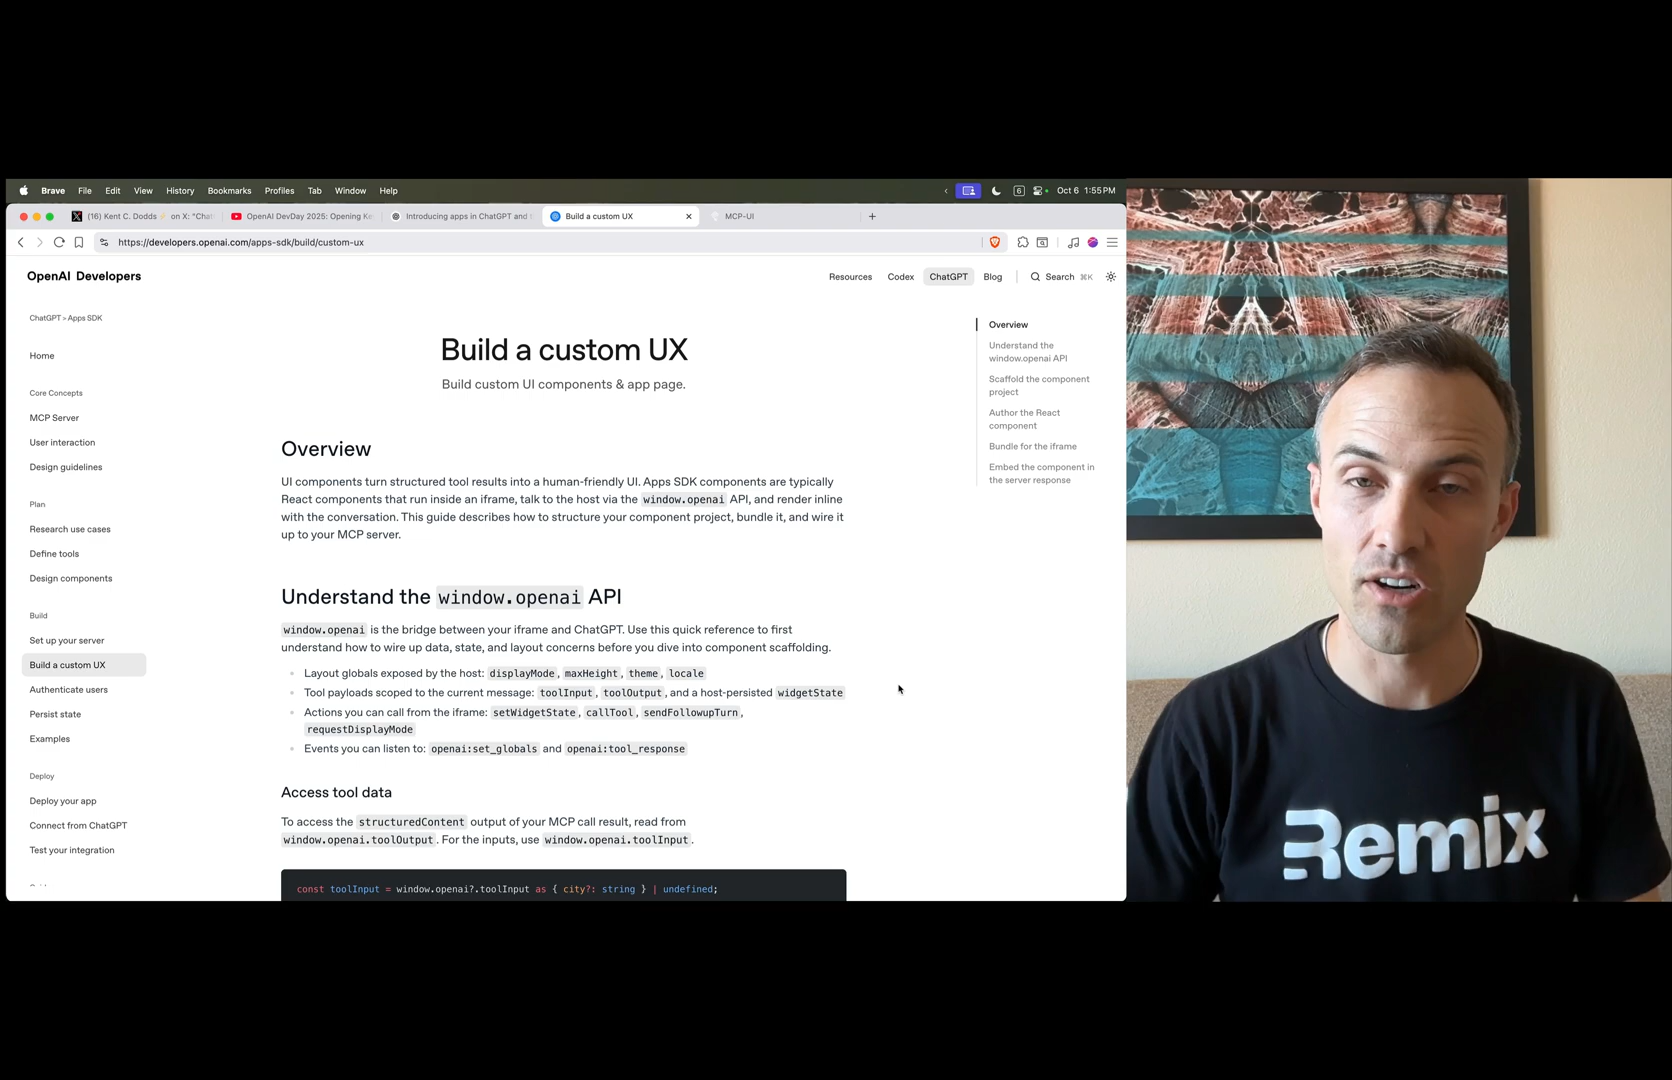 Brave File Edit View History Bookmarks Profiles Tab Window Help
6 Oct 6 1:55 PM
(16) Kent C. Dodds ⚡ on X: "Chat
OpenAI DevDay 2025: Opening Ke
Introducing apps in ChatGPT and
Build a custom UX
MCP-UI
https://developers.openai.com/apps-sdk/build/custom-ux
OpenAI Developers
Resources Codex ChatGPT Blog Search ⌘K
ChatGPT > Apps SDK
Home
Core Concepts
MCP Server
User interaction
Design guidelines
Plan
Research use cases
Define tools
Design components
Build
Set up your server
Build a custom UX
Authenticate users
Persist state
Examples
Deploy
Deploy your app
Connect from ChatGPT
Test your integration
Build a custom UX
Build custom UI components & app page.
Overview
UI components turn structured tool results into a human-friendly UI. Apps SDK components are typically
React components that run inside an iframe, talk to the host via the window.openai API, and render inline
with the conversation. This guide describes how to structure your component project, bundle it, and wire it
up to your MCP server.
Understand the window.openai API
window.openai is the bridge between your iframe and ChatGPT. Use this quick reference to first
understand how to wire up data, state, and layout concerns before you dive into component scaffolding.
Layout globals exposed by the host: displayMode, maxHeight, theme, locale
Tool payloads scoped to the current message: toolInput, toolOutput, and a host-persisted widgetState
Actions you can call from the iframe: setWidgetState, callTool, sendFollowupTurn,
requestDisplayMode
Events you can listen to: openai:set_globals and openai:tool_response
Access tool data
To access the structuredContent output of your MCP call result, read from
window.openai.toolOutput. For the inputs, use window.openai.toolInput.
const toolInput = window.openai?.toolInput as { city?: string } | undefined;
Overview
Understand the
window.openai API
Scaffold the component
project
Author the React
component
Bundle for the iframe
Embed the component in
the server response
Remix